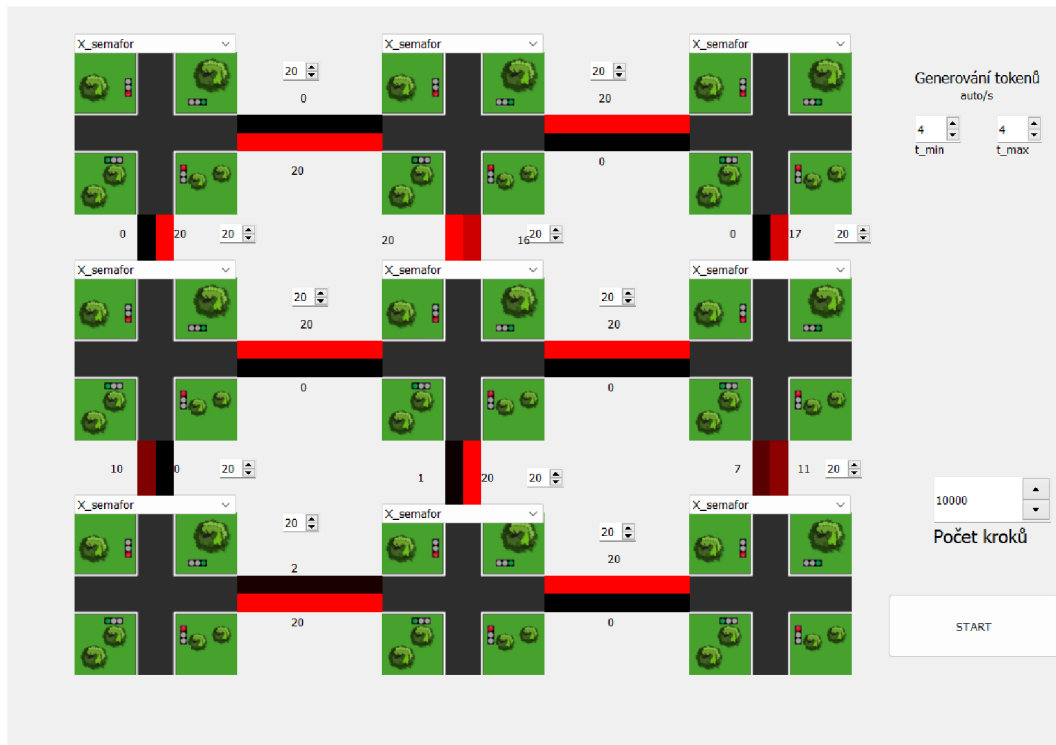 X_semafor X_semafor X_semafor
20 20
0 20
Generování tokenů
auto/s
4 4
t_min t_max
20 0
0 20 20 20 16 20 0 17 20
X_semafor X_semafor X_semafor
20 20
20 20
0 0
10 0 20 1 20 20 7 11 20
10000
Počet kroků
X_semafor X_semafor X_semafor
20 20
2 20
20 0
START